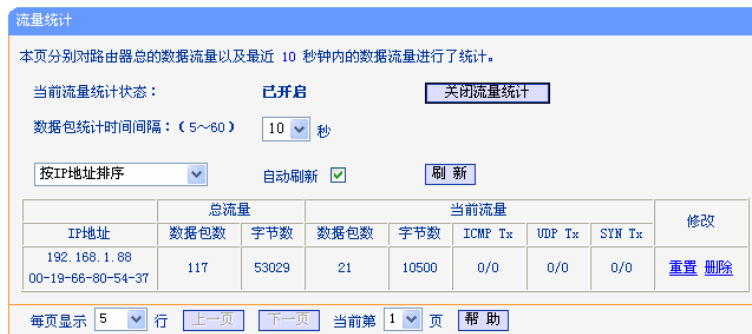 流量统计
本页分别对路由器总的数据流量以及最近 10 秒钟内的数据流量进行了统计。
当前流量统计状态： 已开启 关闭流量统计
数据包统计时间间隔：（5～60） 10 秒
按IP地址排序 自动刷新 刷 新
总流量 当前流量 修改
IP地址 数据包数 字节数 数据包数 字节数 ICMP Tx UDP Tx SYN Tx
192.168.1.88
00-19-66-80-54-37 117 53029 21 10500 0/0 0/0 0/0 重置 删除
每页显示 5 行 上一页 下一页 当前第 1 页 帮 助